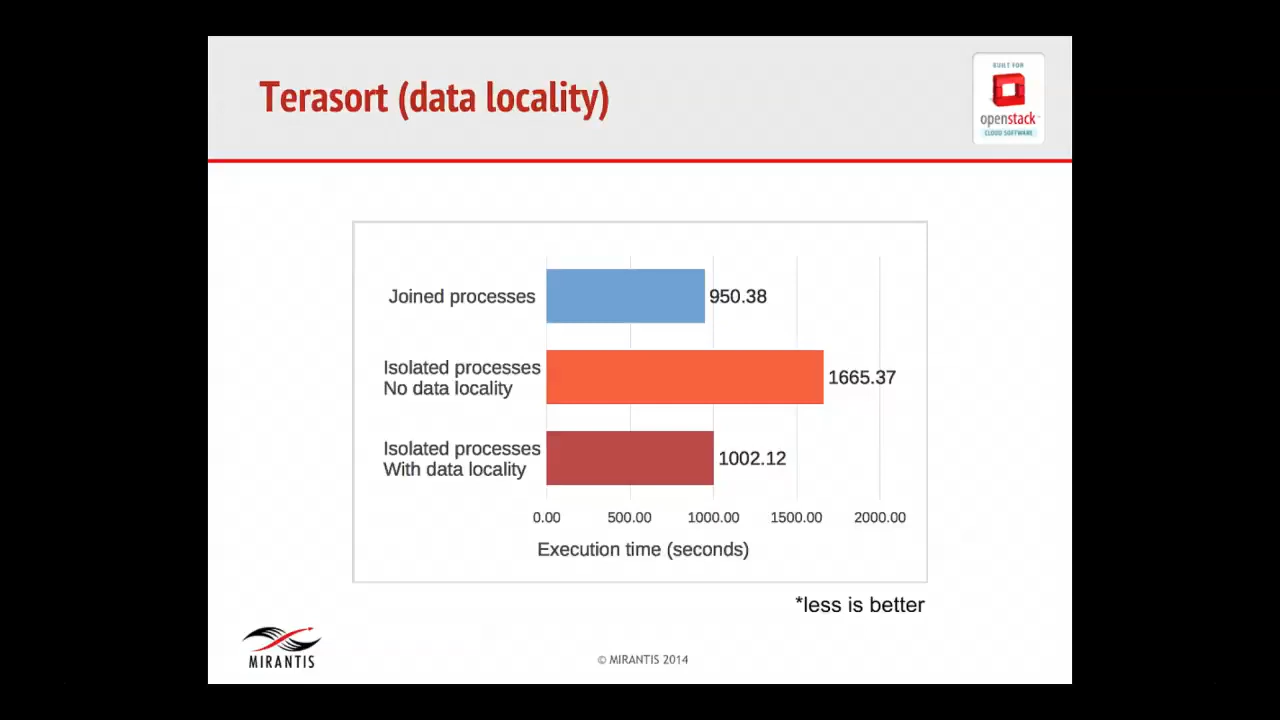 Terasort (data locality)
BUILT FOR
openstack
CLOUD SOFTWARE
Joined processes
950.38
Isolated processes
No data locality
1665.37
Isolated processes
With data locality
1002.12
0.00 500.00 1000.00 1500.00 2000.00
Execution time (seconds)
*less is better
MIRANTIS
© MIRANTIS 2014